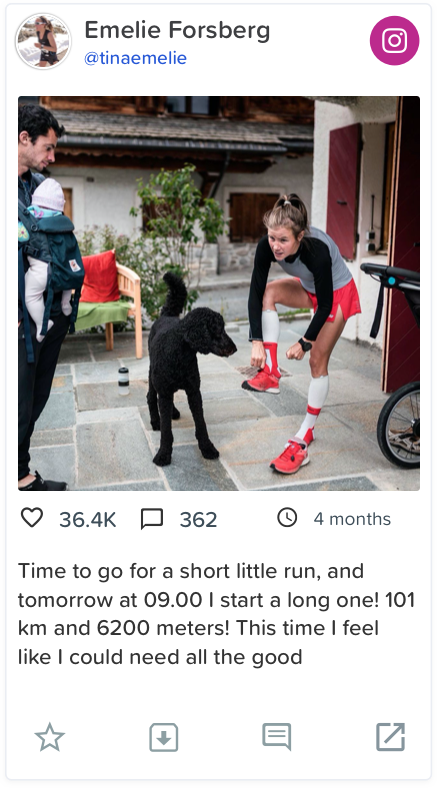 Emelie Forsberg
@tinaemelie
36.4K 362 4 months
Time to go for a short little run, and
tomorrow at 09.00 I start a long one! 101
km and 6200 meters! This time I feel
like I could need all the good